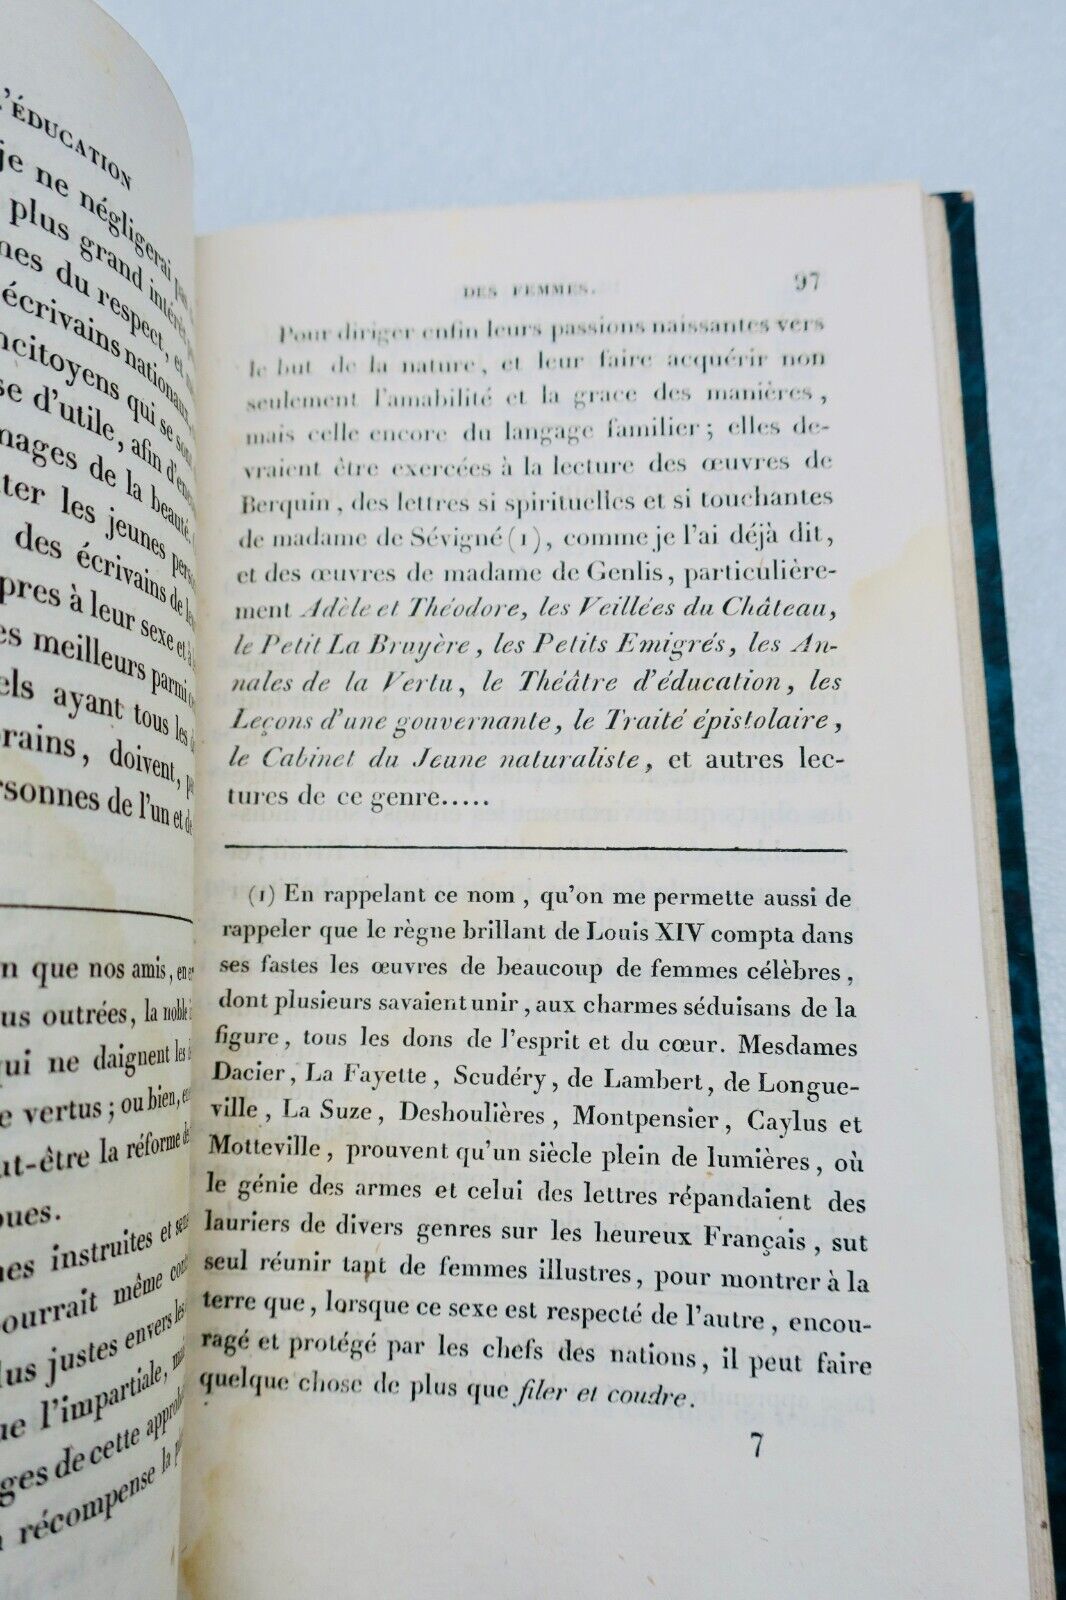 L'ÉDUCATION
je ne négligerai
plus grand intérêt
du respect, et
écrivains nationaux
qui se sont
d'utile, afin
de la beauté.
les jeunes
des écrivains de
à leur sexe et à
meilleurs parmi
ayant tous les
doivent,
de l'un et de
que nos amis, en
outrées, la noble
ne daignent les
vertus ; ou bien,
la réforme de
instruites et
même
justes envers les
l'impartiale,
de cette
récompense la
DES FEMMES.
97
Pour diriger enfin leurs passions naissantes vers
le but de la nature, et leur faire acquérir non
seulement l'amabilité et la grace des manières,
mais celle encore du langage familier ; elles de-
vraient être exercées à la lecture des œuvres de
Berquin, des lettres si spirituelles et si touchantes
de madame de Sévigné (1), comme je l'ai déjà dit,
et des œuvres de madame de Genlis, particulière-
ment Adèle et Théodore, les Veillées du Château,
le Petit La Bruyère, les Petits Emigrés, les An-
nales de la Vertu, le Théâtre d'éducation, les
Leçons d'une gouvernante, le Traité épistolaire,
le Cabinet du Jeune naturaliste, et autres lec-
tures de ce genre.....
(1) En rappelant ce nom, qu'on me permette aussi de
rappeler que le règne brillant de Louis XIV compta dans
ses fastes les œuvres de beaucoup de femmes célèbres,
dont plusieurs savaient unir, aux charmes séduisans de la
figure, tous les dons de l'esprit et du cœur. Mesdames
Dacier, La Fayette, Scudéry, de Lambert, de Longue-
ville, La Suze, Deshoulières, Montpensier, Caylus et
Motteville, prouvent qu'un siècle plein de lumières, où
le génie des armes et celui des lettres répandaient des
lauriers de divers genres sur les heureux Français, sut
seul réunir tant de femmes illustres, pour montrer à la
terre que, lorsque ce sexe est respecté de l'autre, encou-
ragé et protégé par les chefs des nations, il peut faire
quelque chose de plus que filer et coudre.
7